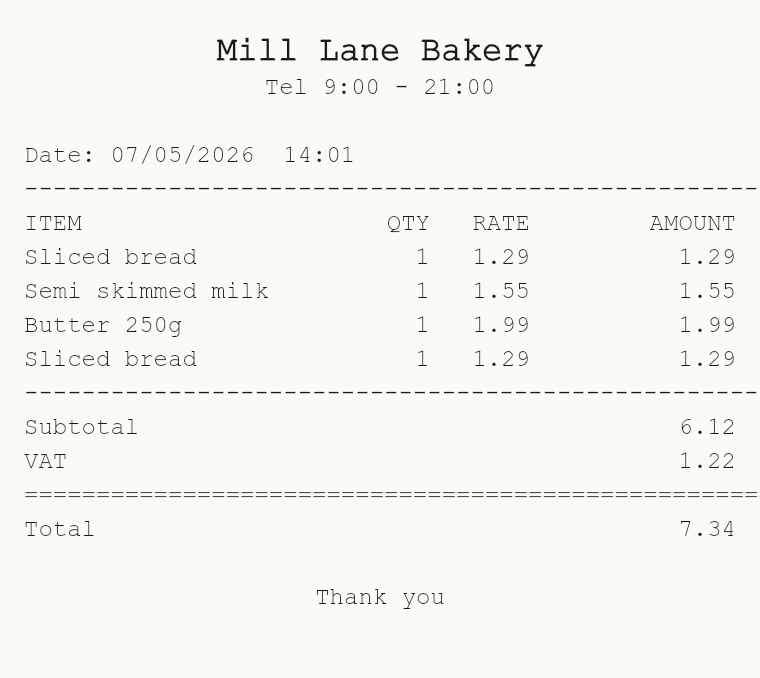 Mill Lane Bakery
Tel 9:00 - 21:00
Date: 07/05/2026  14:01
---------------------------------------------------
ITEM QTY RATE AMOUNT
Sliced bread 1 1.29 1.29
Semi skimmed milk 1 1.55 1.55
Butter 250g 1 1.99 1.99
Sliced bread 1 1.29 1.29
---------------------------------------------------
Subtotal 6.12
VAT 1.22
===================================================
Total 7.34
Thank you